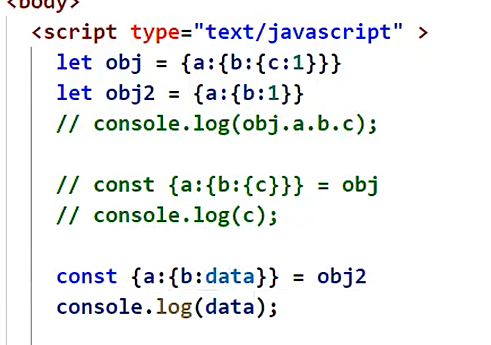 <body>
<script type="text/javascript" >
let obj = {a:{b:{c:1}}}
let obj2 = {a:{b:1}}
// console.log(obj.a.b.c);
// const {a:{b:{c}}} = obj
// console.log(c);
const {a:{b:data}} = obj2
console.log(data);